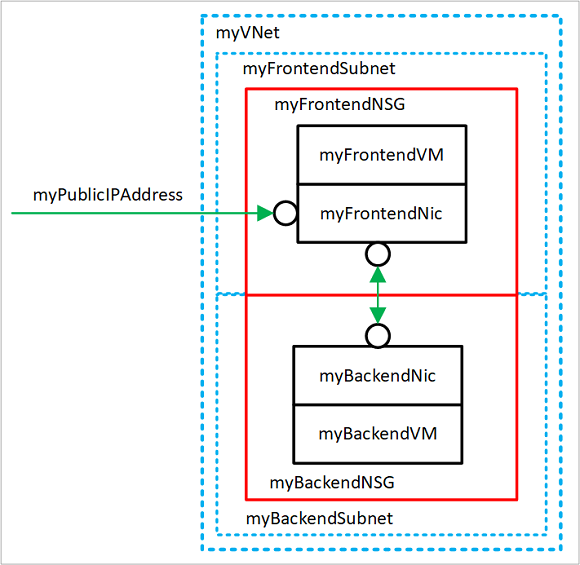 myVNet
myFrontendSubnet
myFrontendNSG
myFrontendVM
myPublicIPAddress
myFrontendNic
myBackendNic
myBackendVM
myBackendNSG
myBackendSubnet